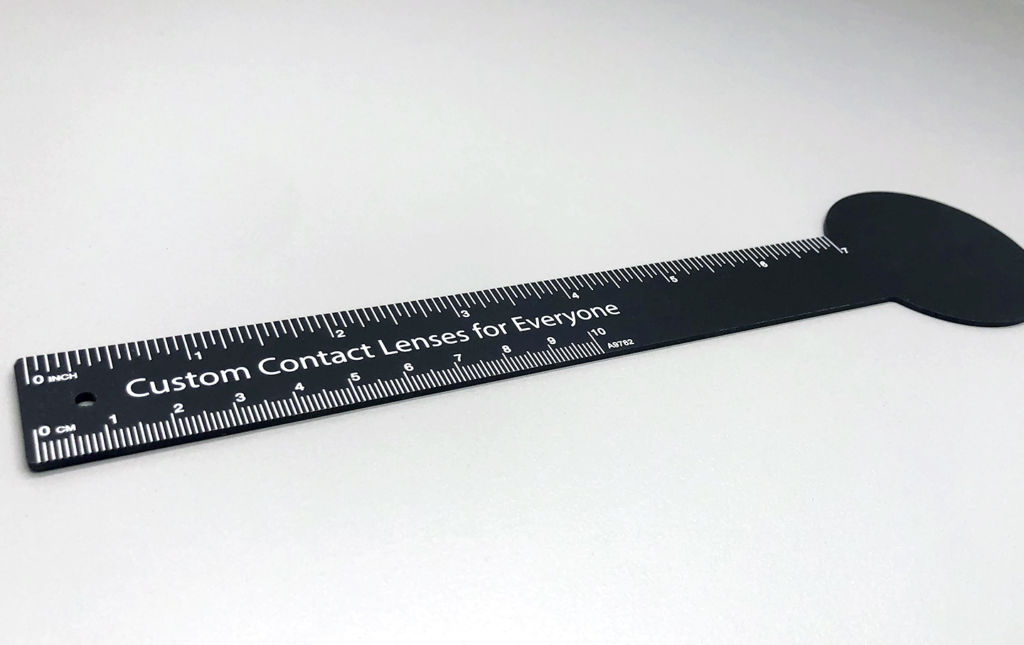 0 INCH 1 2 3 4 5 6 7
Custom Contact Lenses for Everyone
0 CM 1 2 3 4 5 6 7 8 9 10
A9762